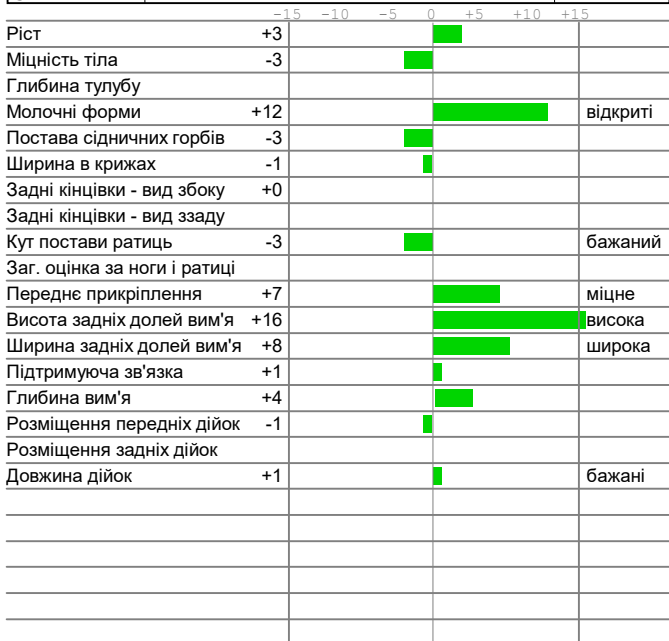 -15 -10 -5 0 +5 +10 +15
Ріст +3
Міцність тіла -3
Глибина тулубу
Молочні форми +12 відкриті
Постава сідничних горбів -3
Ширина в крижах -1
Задні кінцівки - вид збоку +0
Задні кінцівки - вид ззаду
Кут постави ратиць -3 бажаний
Заг. оцінка за ноги і ратиці
Переднє прикріплення +7 міцне
Висота задніх долей вим'я +16 висока
Ширина задніх долей вим'я +8 широка
Підтримуюча зв'язка +1
Глибина вим'я +4
Розміщення передніх дійок -1
Розміщення задніх дійок
Довжина дійок +1 бажані